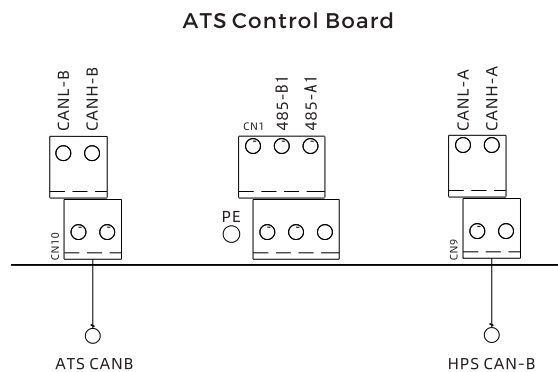 ATS Control Board
CANL-B
CANH-B
CN1
485-B1
485-A1
CANL-A
CANH-A
CN10
PE
CN9
ATS CANB
HPS CAN-B